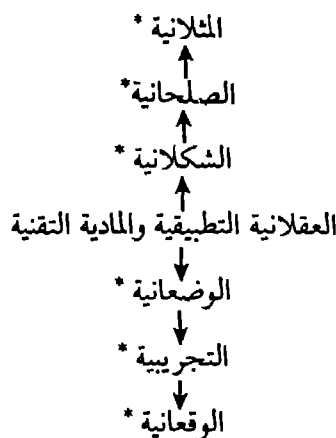 المثلانية *
الصلحانية *
الشكلانية *
العقلانية التطبيقية والمادية التقنية
الوضعانية *
التجريبية *
الوقعانية *